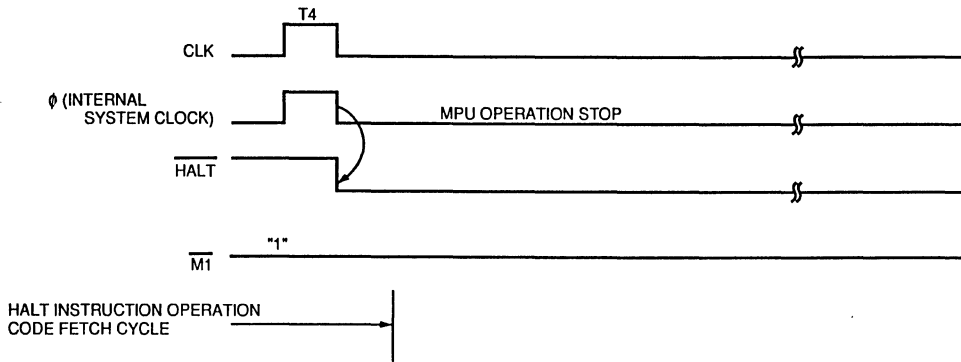 T4
CLK
ϕ (INTERNAL
SYSTEM CLOCK)
MPU OPERATION STOP
HALT
"1"
M1
HALT INSTRUCTION OPERATION
CODE FETCH CYCLE